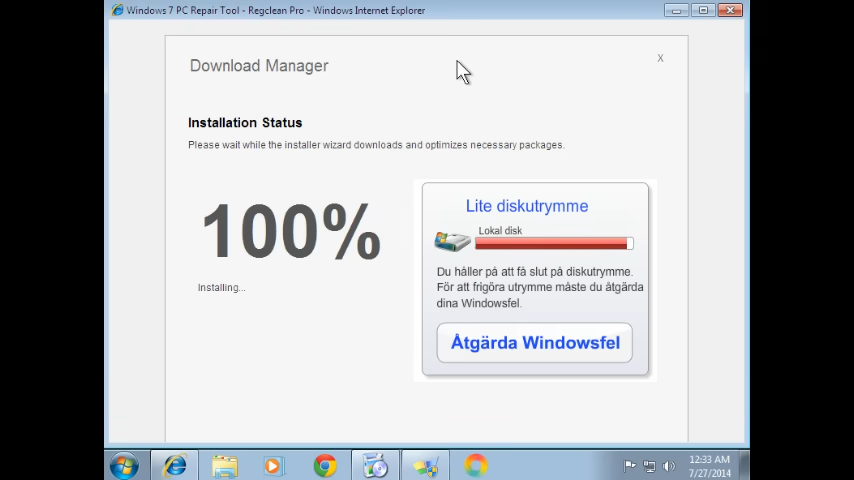 Windows 7 PC Repair Tool - Regclean Pro - Windows Internet Explorer
Download Manager
X
Installation Status
Please wait while the installer wizard downloads and optimizes necessary packages.
100%
Installing...
Lite diskutrymme
Lokal disk
Du håller på att få slut på diskutrymme.
För att frigöra utrymme måste du åtgärda
dina Windowsfel.
Åtgärda Windowsfel
12:33 AM
7/27/2014